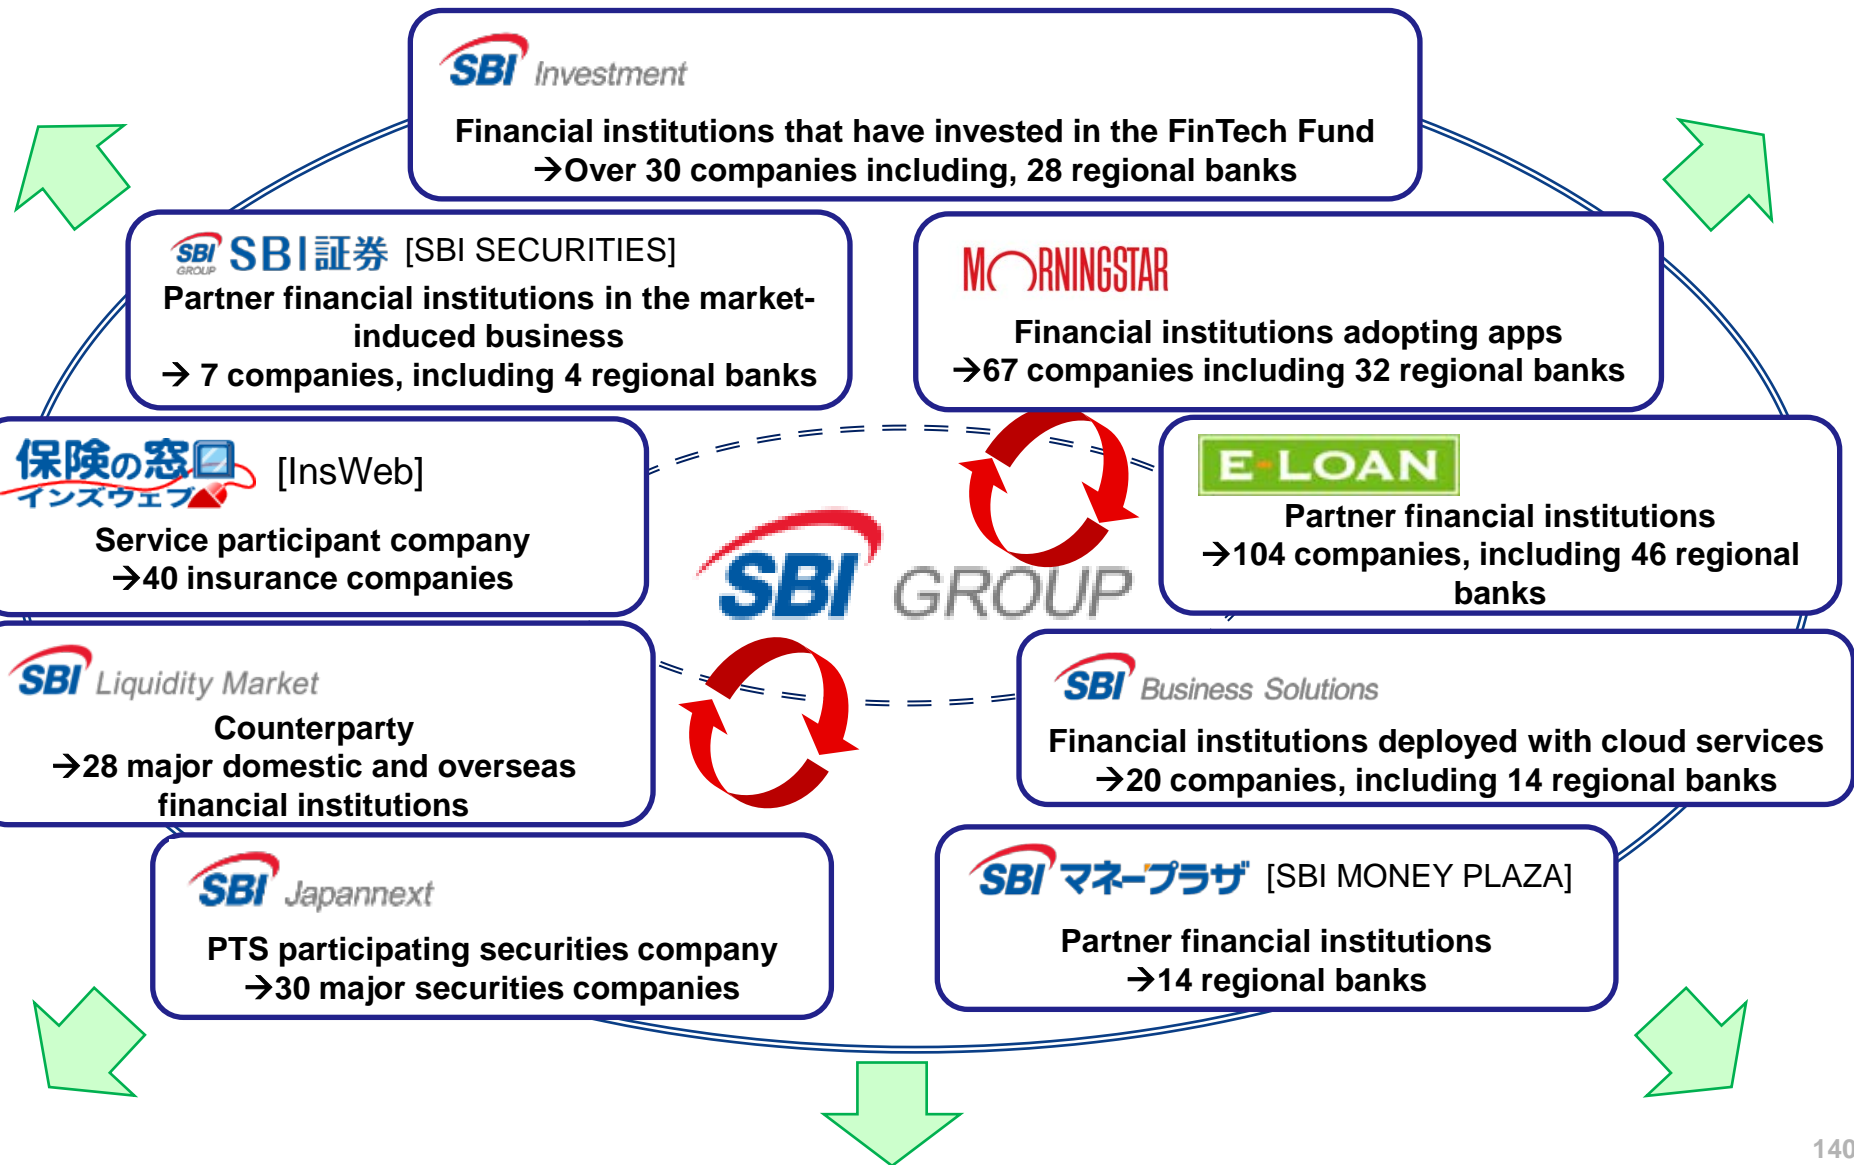 SBI Investment
Financial institutions that have invested in the FinTech Fund
→Over 30 companies including, 28 regional banks
SBI GROUP SBI証券 [SBI SECURITIES]
Partner financial institutions in the market-
induced business
→ 7 companies, including 4 regional banks
MORNINGSTAR
Financial institutions adopting apps
→67 companies including 32 regional banks
保険の窓口
インズウェブ
[InsWeb]
Service participant company
→40 insurance companies
E-LOAN
Partner financial institutions
→104 companies, including 46 regional
banks
SBI GROUP
SBI Liquidity Market
Counterparty
→28 major domestic and overseas
financial institutions
SBI Business Solutions
Financial institutions deployed with cloud services
→20 companies, including 14 regional banks
SBI Japannext
PTS participating securities company
→30 major securities companies
SBI マネープラザ [SBI MONEY PLAZA]
Partner financial institutions
→14 regional banks
140